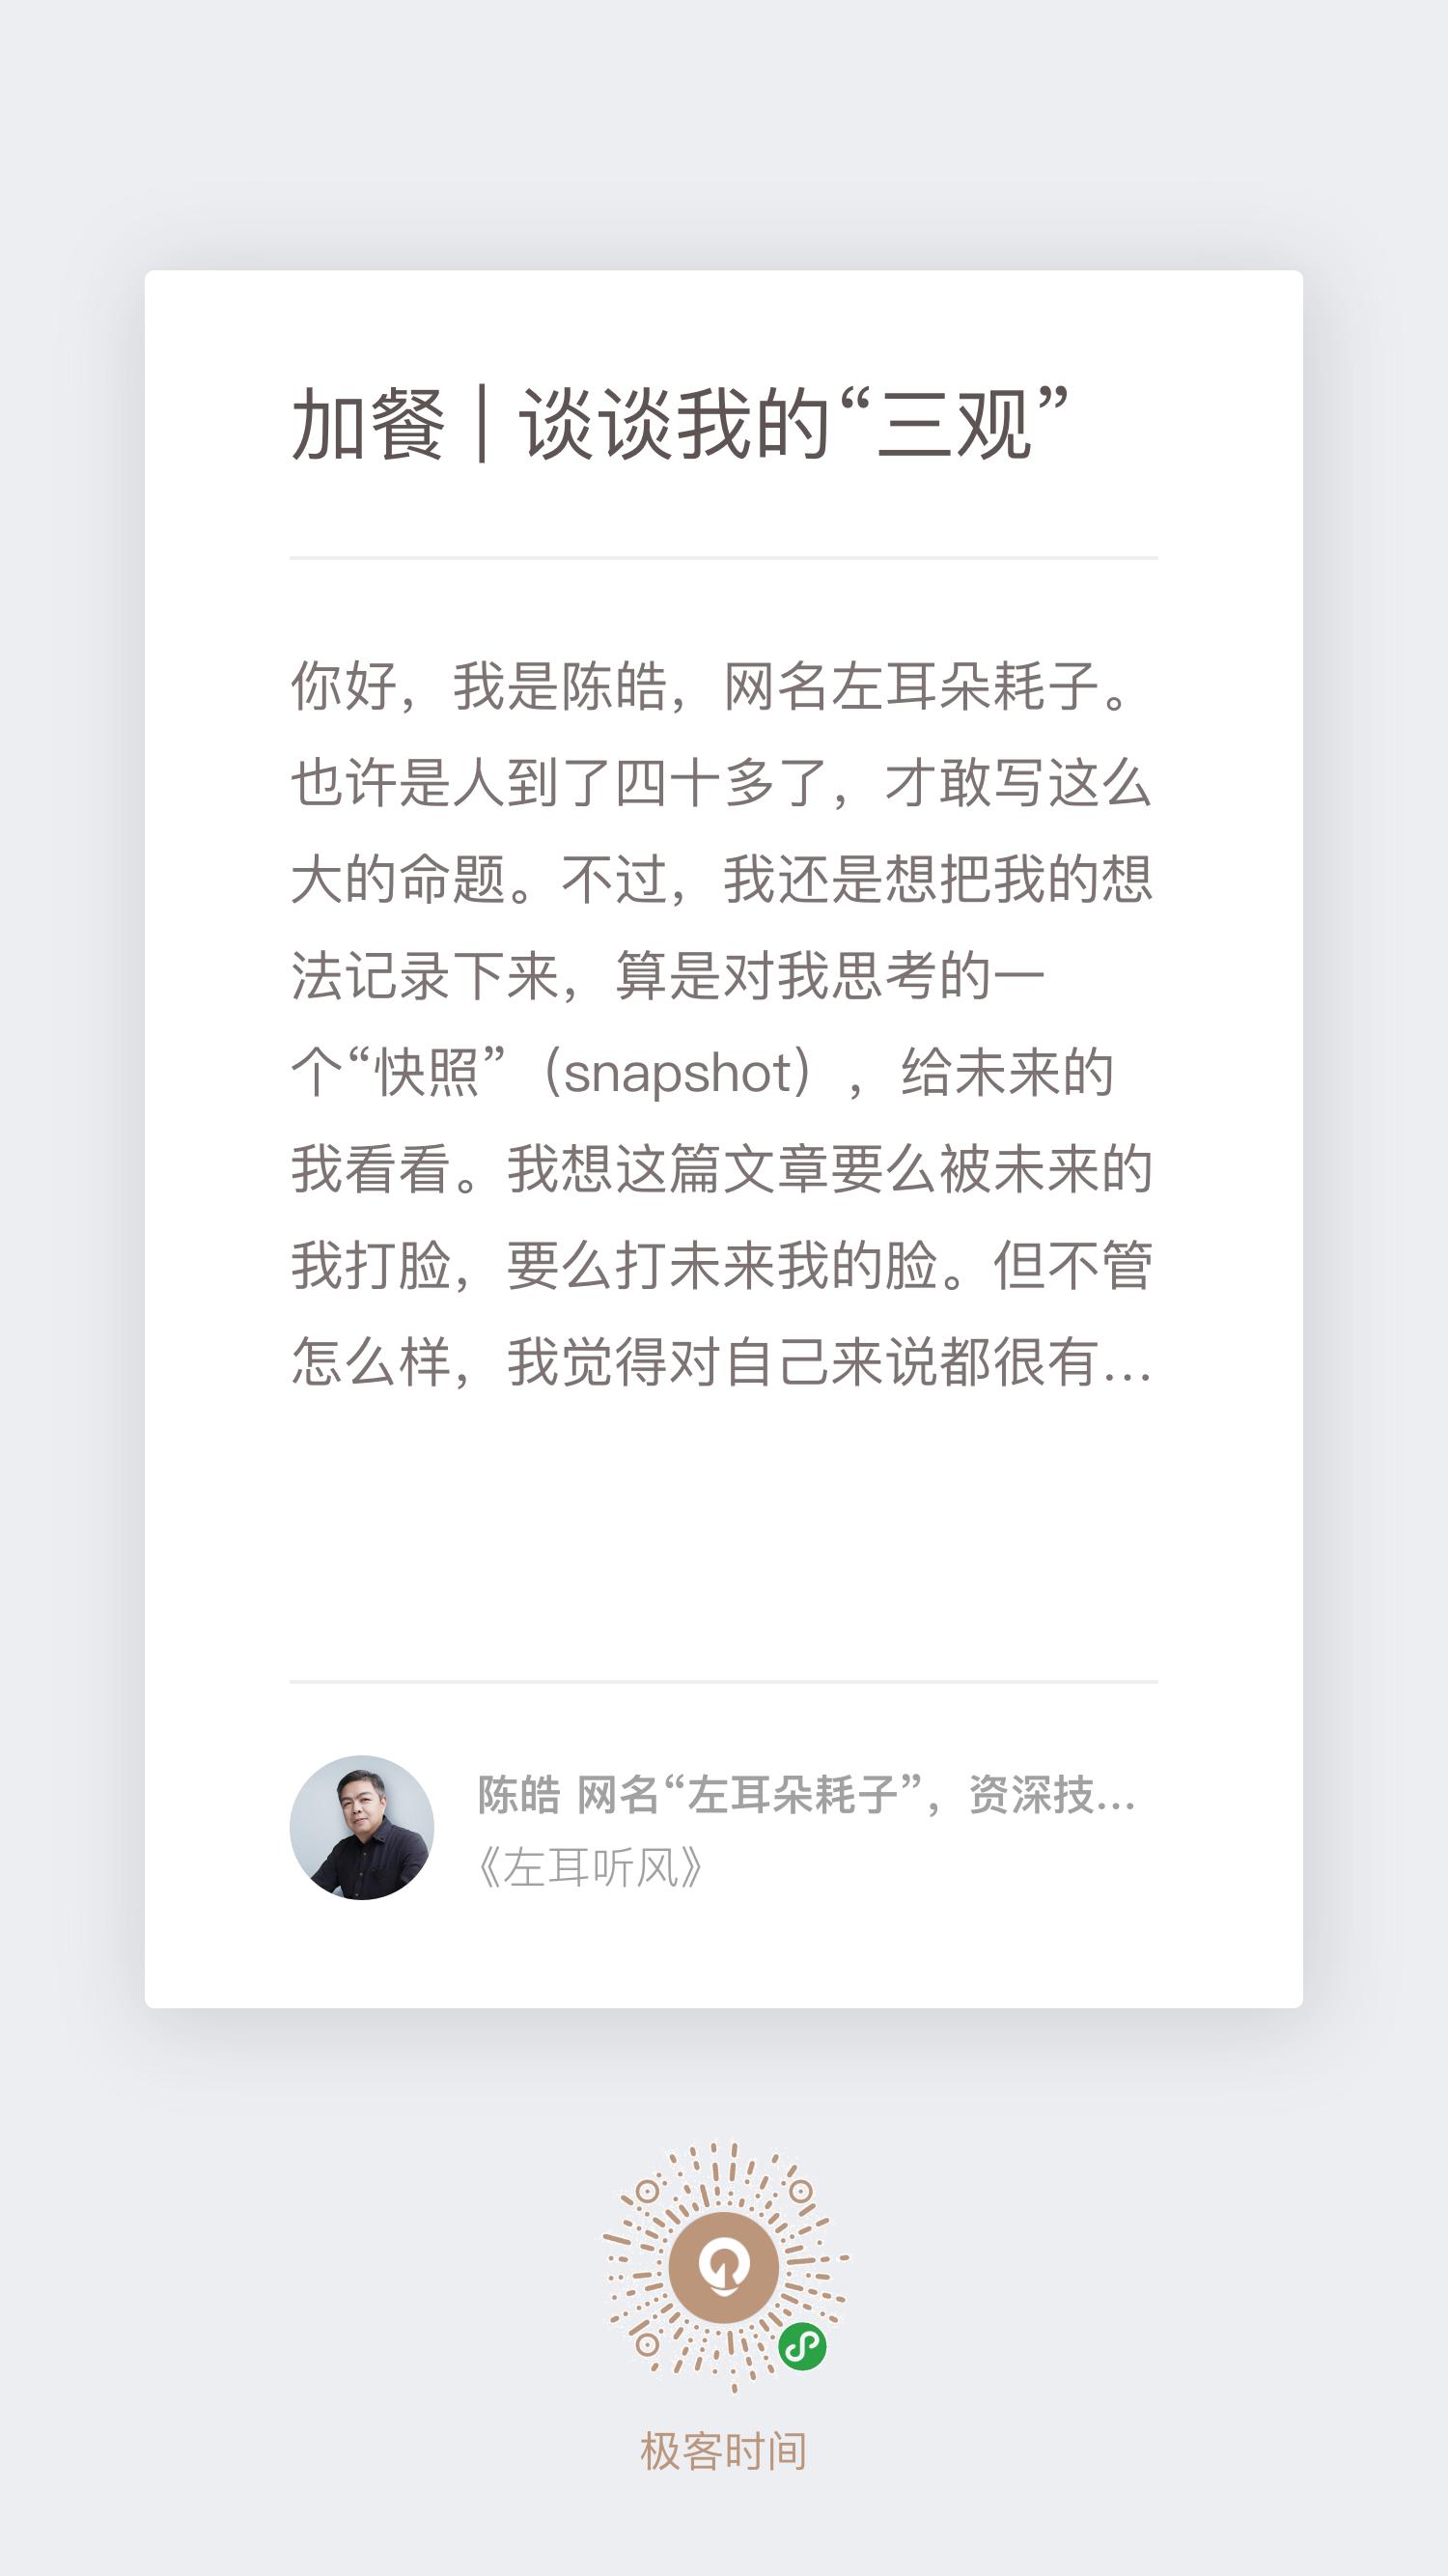 加餐 | 谈谈我的“三观”
你好，我是陈皓，网名左耳朵耗子。
也许是人到了四十多了，才敢写这么
大的命题。不过，我还是想把我的想
法记录下来，算是对我思考的一
个“快照”（snapshot），给未来的
我看看。我想这篇文章要么被未来的
我打脸，要么打未来我的脸。但不管
怎么样，我觉得对自己来说都很有...
陈皓 网名“左耳朵耗子”，资深技...
《左耳听风》
极客时间